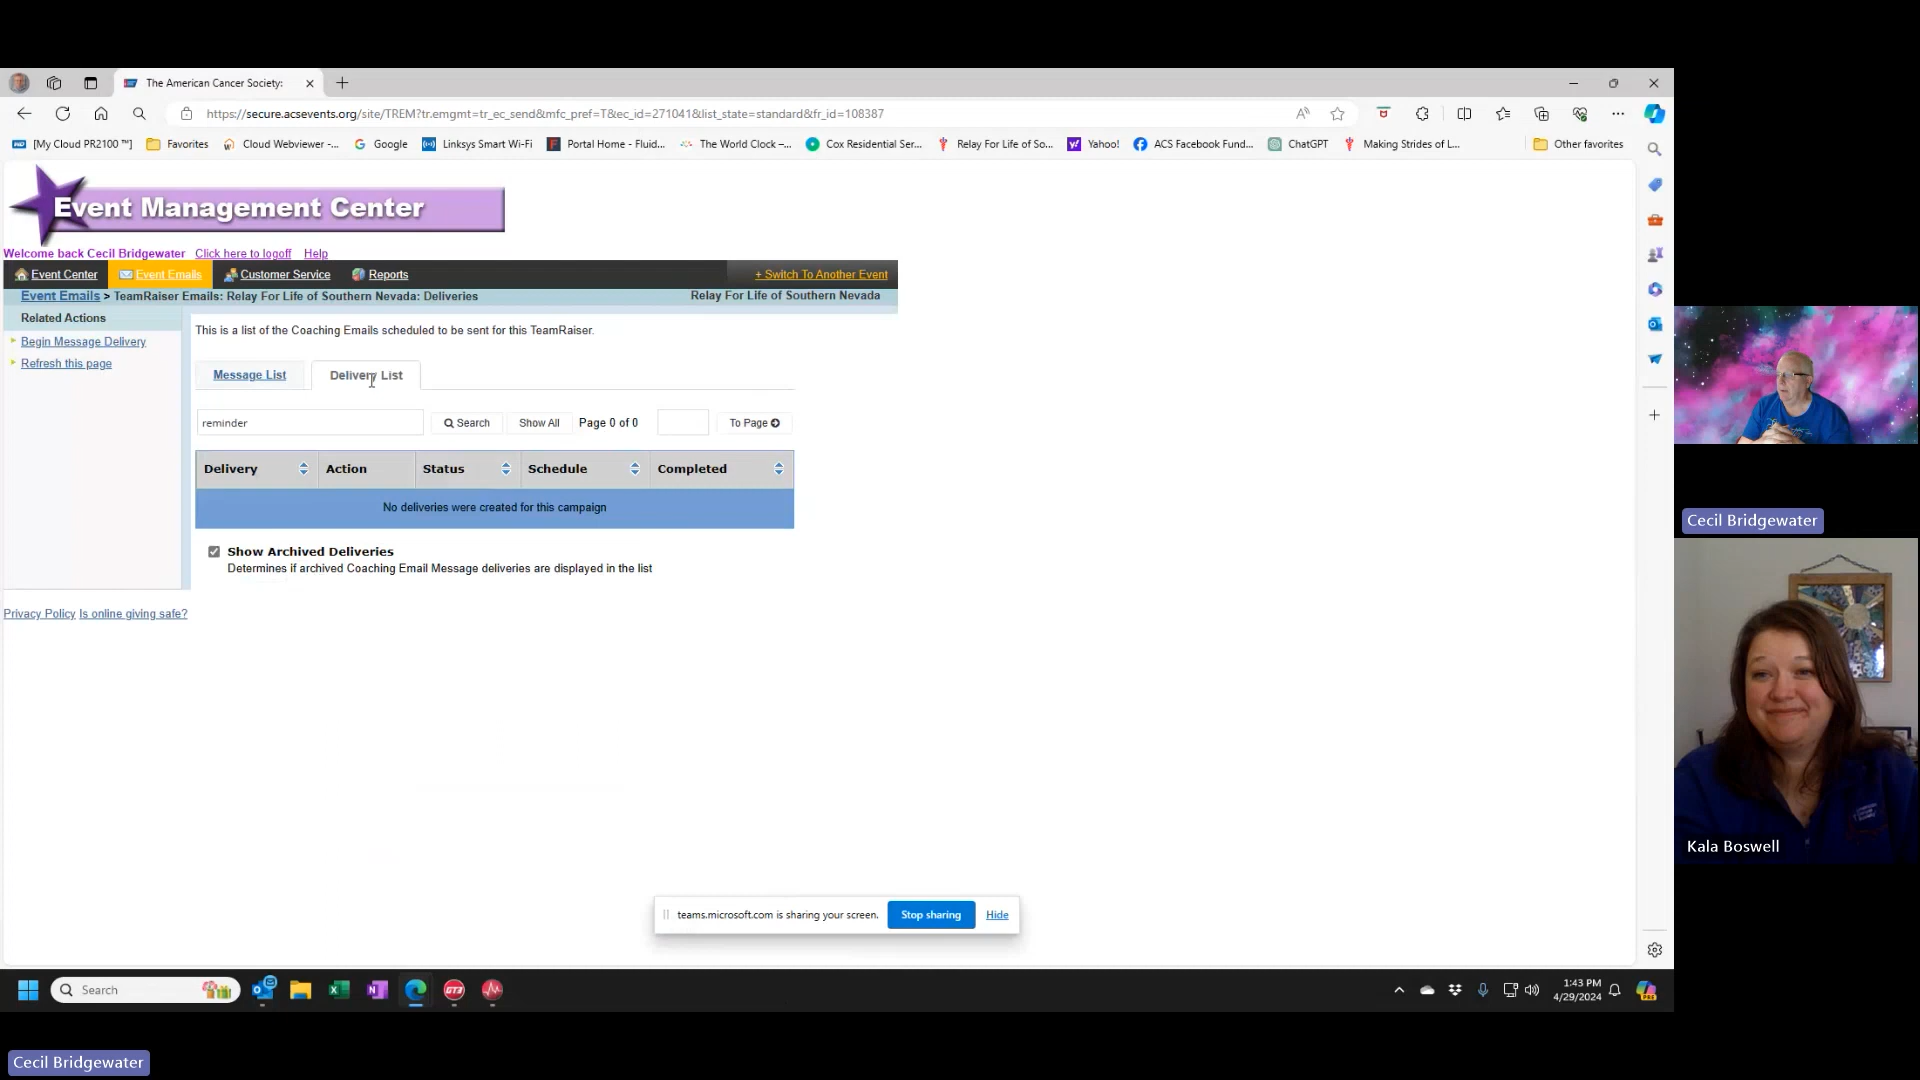 The American Cancer Society:
https://secure.acsevents.org/site/TREM?tr.emgmt=tr_ec_send&mfc_pref=T&ec_id=271041&list_state=standard&fr_id=108387
[My Cloud PR2100 ™] Favorites Cloud Webviewer -... Google Linksys Smart Wi-Fi Portal Home - Fluid... The World Clock –... Cox Residential Ser... Relay For Life of So... Yahoo! ACS Facebook Fund... ChatGPT Making Strides of L... Other favorites
Event Management Center
Welcome back Cecil Bridgewater Click here to logoff Help
Event Center Event Emails Customer Service Reports + Switch To Another Event
Event Emails > TeamRaiser Emails: Relay For Life of Southern Nevada: Deliveries Relay For Life of Southern Nevada
Related Actions
Begin Message Delivery
Refresh this page
This is a list of the Coaching Emails scheduled to be sent for this TeamRaiser.
Message List Delivery List
reminder Search Show All Page 0 of 0 To Page
Delivery Action Status Schedule Completed
No deliveries were created for this campaign
Show Archived Deliveries
Determines if archived Coaching Email Message deliveries are displayed in the list
Privacy Policy Is online giving safe?
Cecil Bridgewater
Kala Boswell
teams.microsoft.com is sharing your screen. Stop sharing Hide
Search
1:43 PM
4/29/2024
Cecil Bridgewater